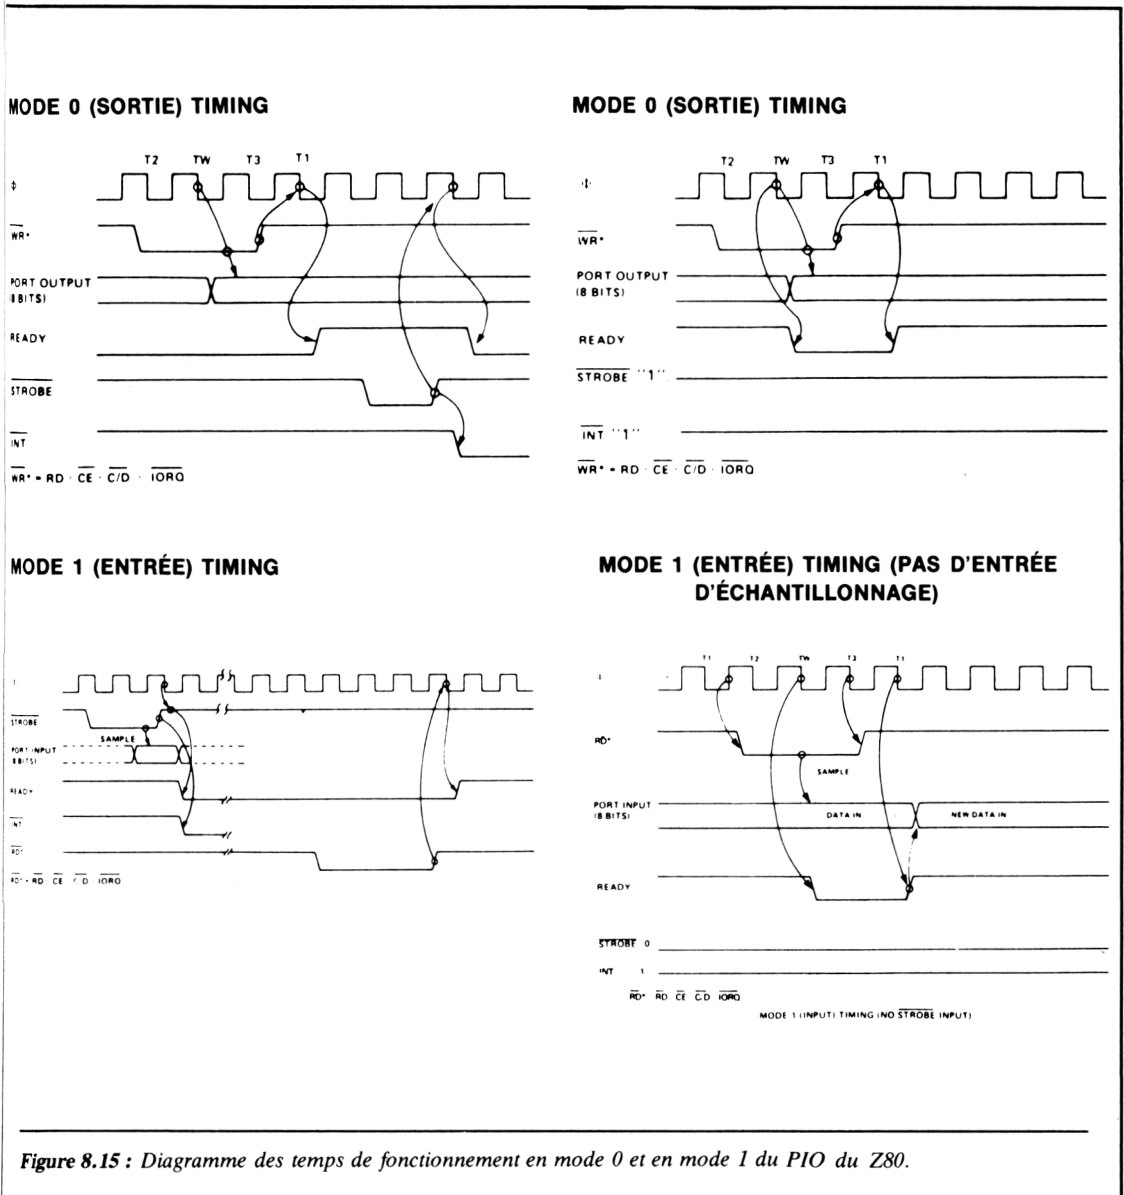 MODE 0 (SORTIE) TIMING
T2 TW T3 T1
Φ
WR*
PORT OUTPUT
(8 BITS)
READY
STROBE
INT
WR* = RD · CE · C/D · IORQ
MODE 0 (SORTIE) TIMING
T2 TW T3 T1
Φ
WR*
PORT OUTPUT
(8 BITS)
READY
STROBE "1"
INT "1"
WR* = RD · CE · C/D · IORQ
MODE 1 (ENTRÉE) TIMING
STROBE
SAMPLE
PORT INPUT
(8 BITS)
READY
INT
RD*
RD* = RD CE C D IORQ
MODE 1 (ENTRÉE) TIMING (PAS D'ENTRÉE
D'ÉCHANTILLONNAGE)
T1 T2 TW T3 T1
RD*
SAMPLE
PORT INPUT
(8 BITS)
DATA IN NEW DATA IN
READY
STROBE 0
INT 1
RD* RD CE C D IORQ
MODE 1 (INPUT) TIMING (NO STROBE INPUT)
Figure 8.15 : Diagramme des temps de fonctionnement en mode 0 et en mode 1 du PIO du Z80.